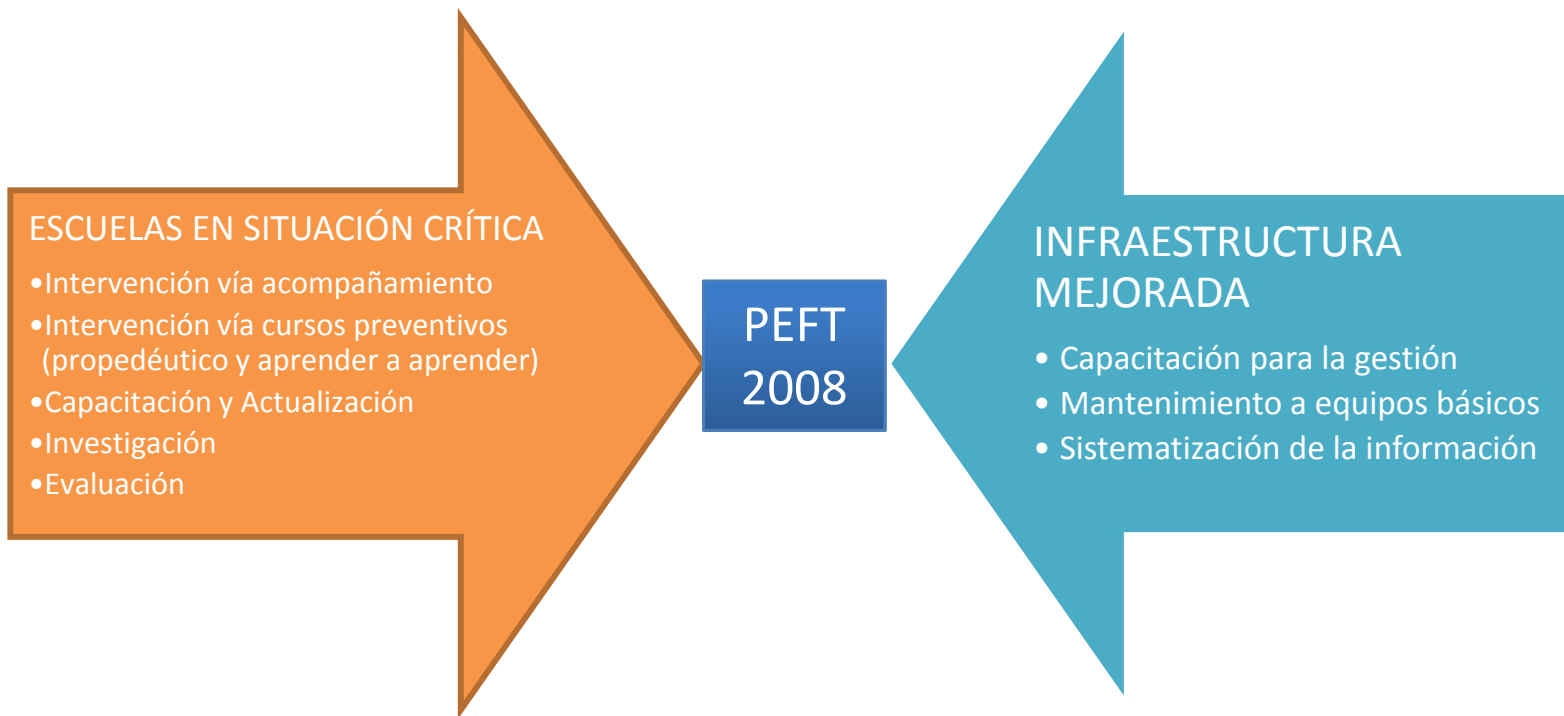 ESCUELAS EN SITUACIÓN CRÍTICA
•Intervención vía acompañamiento
•Intervención vía cursos preventivos
(propedéutico y aprender a aprender)
•Capacitación y Actualización
•Investigación
•Evaluación
PEFT
2008
INFRAESTRUCTURA
MEJORADA
• Capacitación para la gestión
• Mantenimiento a equipos básicos
• Sistematización de la información